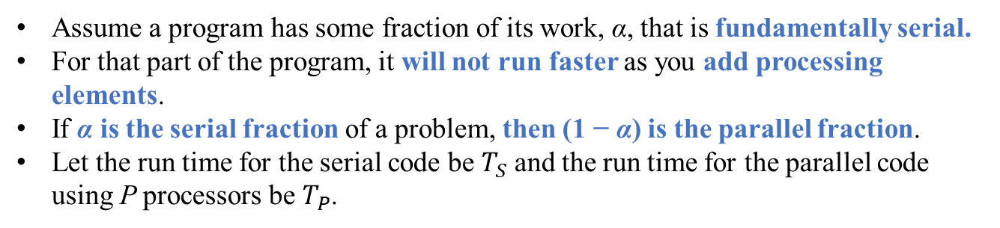 • Assume a program has some fraction of its work, α, that is fundamentally serial.
• For that part of the program, it will not run faster as you add processing
elements.
• If α is the serial fraction of a problem, then (1 − α) is the parallel fraction.
• Let the run time for the serial code be T_S and the run time for the parallel code
using P processors be T_P.